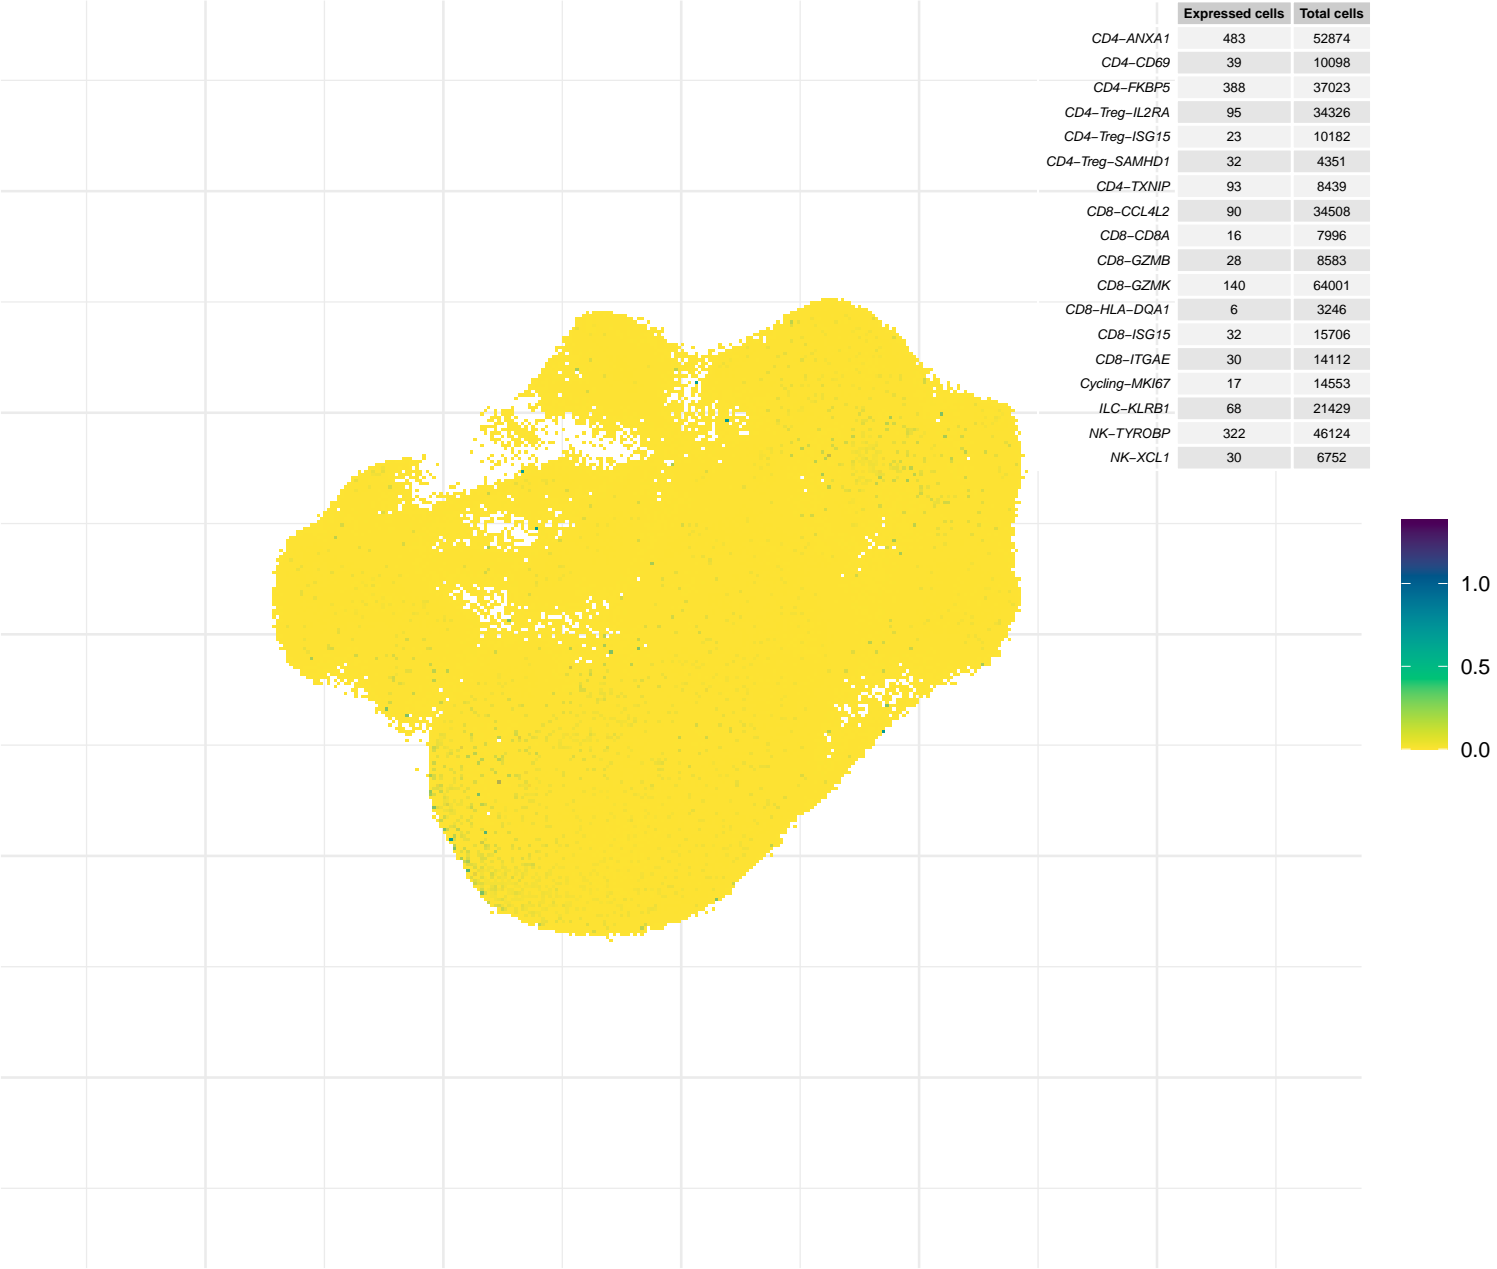 Expressed cells Total cells
CD4−ANXA1 483 52874
CD4−CD69 39 10098
CD4−FKBP5 388 37023
CD4−Treg−IL2RA 95 34326
CD4−Treg−ISG15 23 10182
CD4−Treg−SAMHD1 32 4351
CD4−TXNIP 93 8439
CD8−CCL4L2 90 34508
CD8−CD8A 16 7996
CD8−GZMB 28 8583
CD8−GZMK 140 64001
CD8−HLA−DQA1 6 3246
CD8−ISG15 32 15706
CD8−ITGAE 30 14112
Cycling−MKI67 17 14553
ILC−KLRB1 68 21429
NK−TYROBP 322 46124
NK−XCL1 30 6752
1.0
0.5
0.0